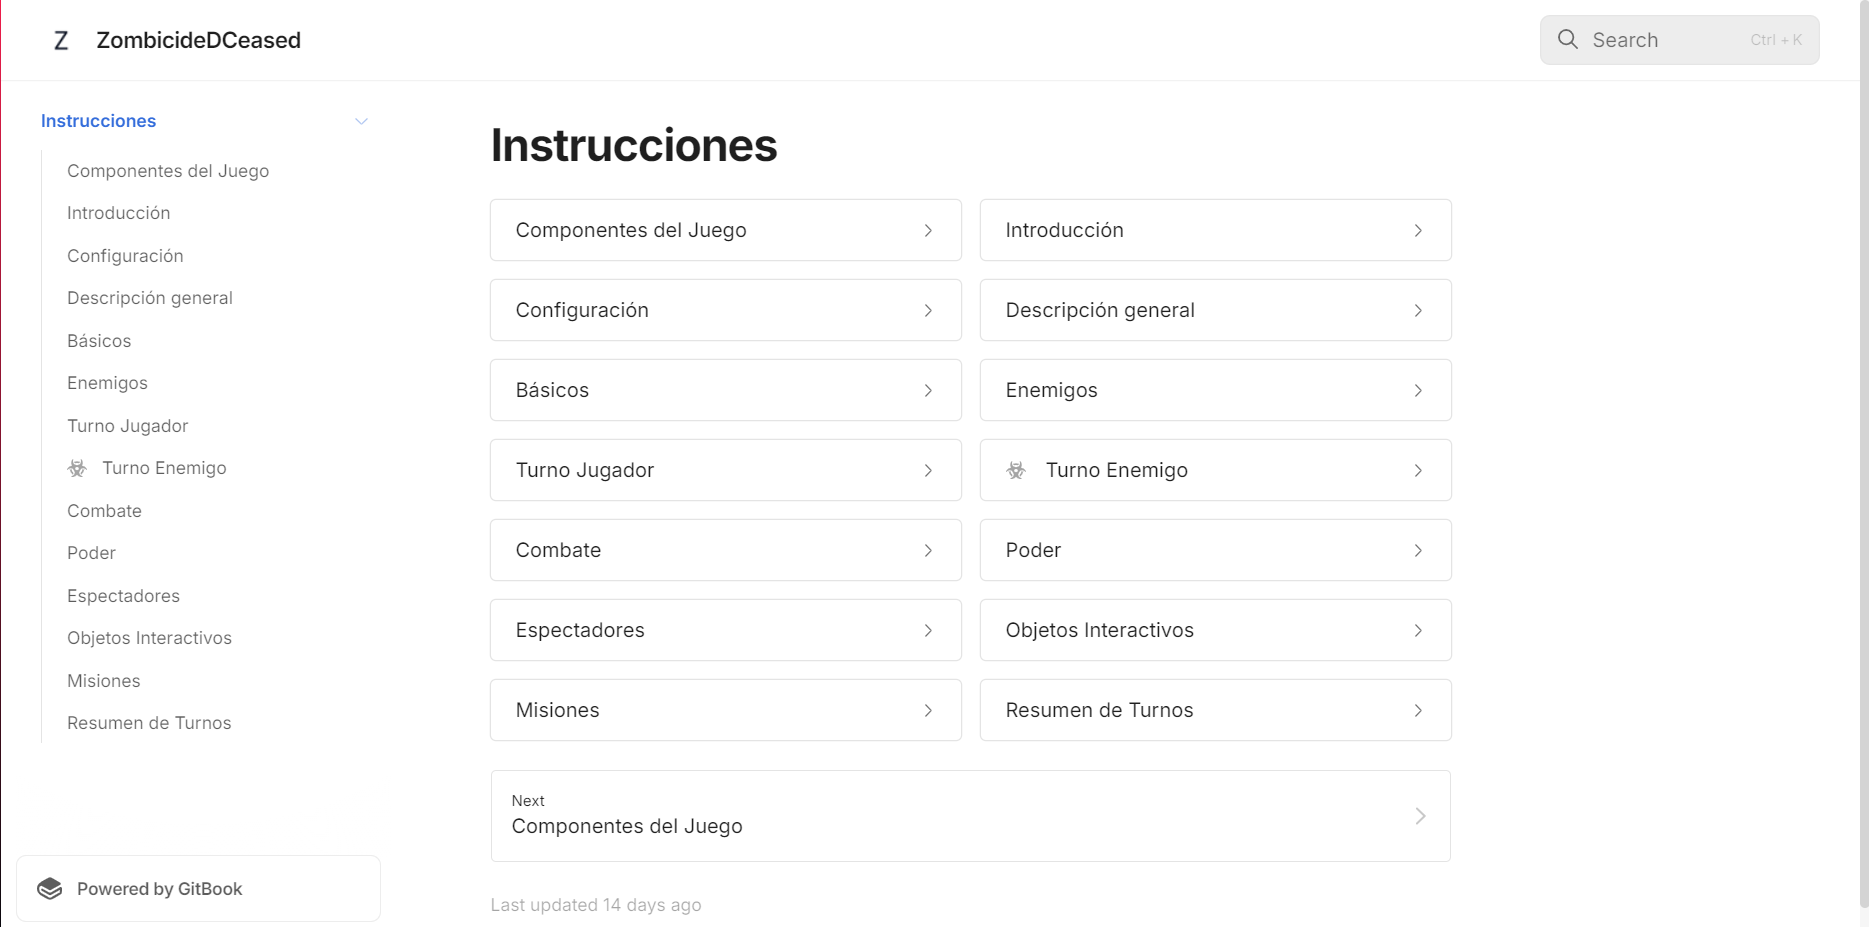 Z ZombicideDCeased
Search Ctrl + K
Instrucciones
Componentes del Juego
Introducción
Configuración
Descripción general
Básicos
Enemigos
Turno Jugador
Turno Enemigo
Combate
Poder
Espectadores
Objetos Interactivos
Misiones
Resumen de Turnos
Powered by GitBook
Instrucciones
Componentes del Juego
Introducción
Configuración
Descripción general
Básicos
Enemigos
Turno Jugador
Turno Enemigo
Combate
Poder
Espectadores
Objetos Interactivos
Misiones
Resumen de Turnos
Next
Componentes del Juego
Last updated 14 days ago